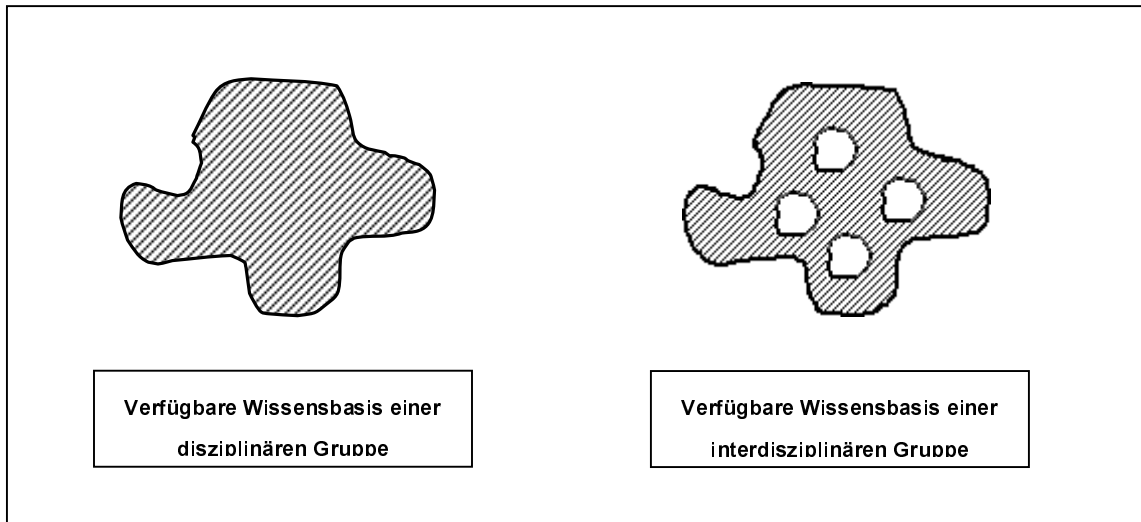 Verfügbare Wissensbasis einer
disziplinären Gruppe
Verfügbare Wissensbasis einer
interdisziplinären Gruppe